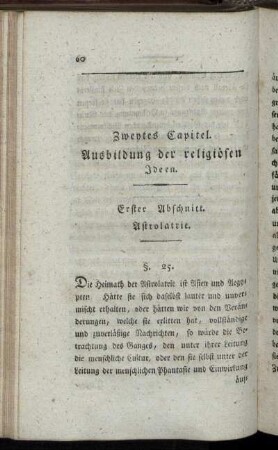 60
Zweytes Capitel.
Ausbildung der religiösen
Ideen.
Erster Abschnitt.
Astrolatrie.
§. 25.
Die Heimath der Astrolatrie ist Asien und Aegy-
pten. Hätte sie sich daselbst lauter und unver-
mischt erhalten, oder hätten wir von den Verän-
derungen, welche sie erlitten hat, vollständige
und zuverläßige Nachrichten, so würde die Be-
trachtung des Ganges, den unter ihrer Leitung
die menschliche Cultur, oder den sie selbst unter der
Leitung der menschlichen Phantasie und Einwirkung
äuße